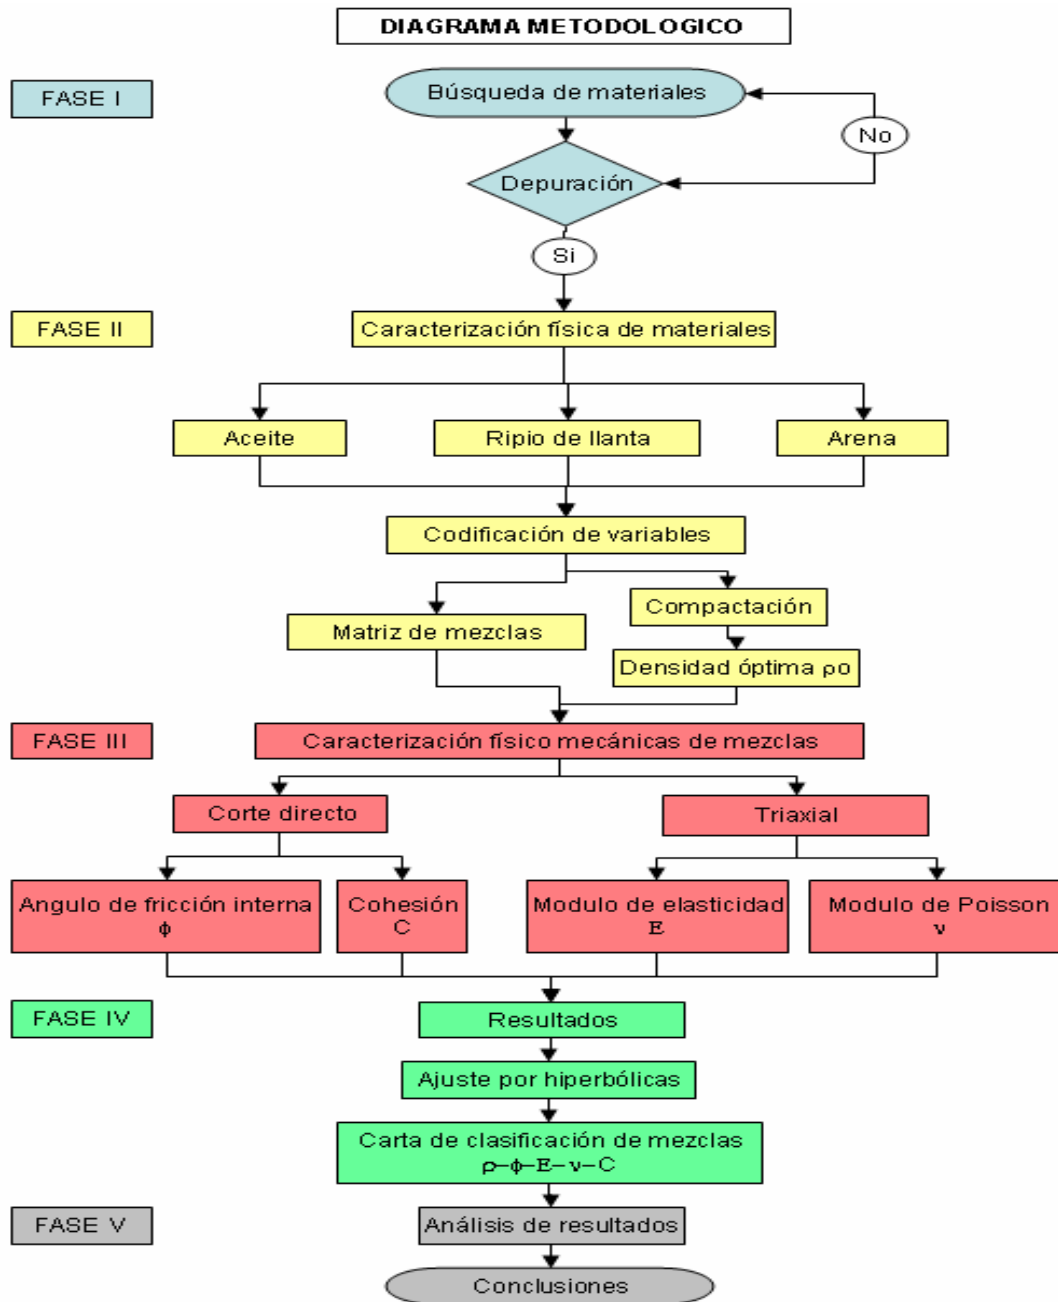 DIAGRAMA METODOLOGICO
FASE I
Búsqueda de materiales
No
Depuración
Si
FASE II
Caracterización física de materiales
Aceite
Ripio de llanta
Arena
Codificación de variables
Compactación
Matriz de mezclas
Densidad óptima ρo
FASE III
Caracterización físico mecánicas de mezclas
Corte directo
Triaxial
Angulo de fricción interna
ϕ
Cohesión
C
Modulo de elasticidad
E
Modulo de Poisson
ν
FASE IV
Resultados
Ajuste por hiperbólicas
Carta de clasificación de mezclas
ρ-ϕ-E-ν-C
FASE V
Análisis de resultados
Conclusiones